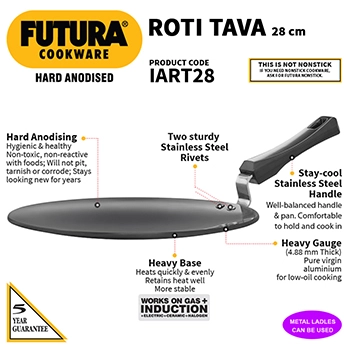 FUTURA®
COOKWARE
HARD ANODISED
ROTI TAVA 28 cm
PRODUCT CODE
IART28
THIS IS NOT NONSTICK
IF YOU NEED NONSTICK COOKWARE,
ASK FOR FUTURA NONSTICK.
Hard Anodising
Hygienic & healthy
Non-toxic, non-reactive
with foods; Will not pit,
tarnish or corrode; Stays
looking new for years
Two sturdy
Stainless Steel
Rivets
Stay-cool
Stainless Steel
Handle
Well-balanced handle
& pan. Comfortable
to hold and cook in
Heavy Gauge
(4.88 mm Thick)
Pure virgin
aluminium
for low-oil cooking
Heavy Base
Heats quickly & evenly
Retains heat well
More stable
WORKS ON GAS +
INDUCTION
+ELECTRIC+CERAMIC+HALOGEN
5
YEAR
GUARANTEE
METAL LADLES
CAN BE USED